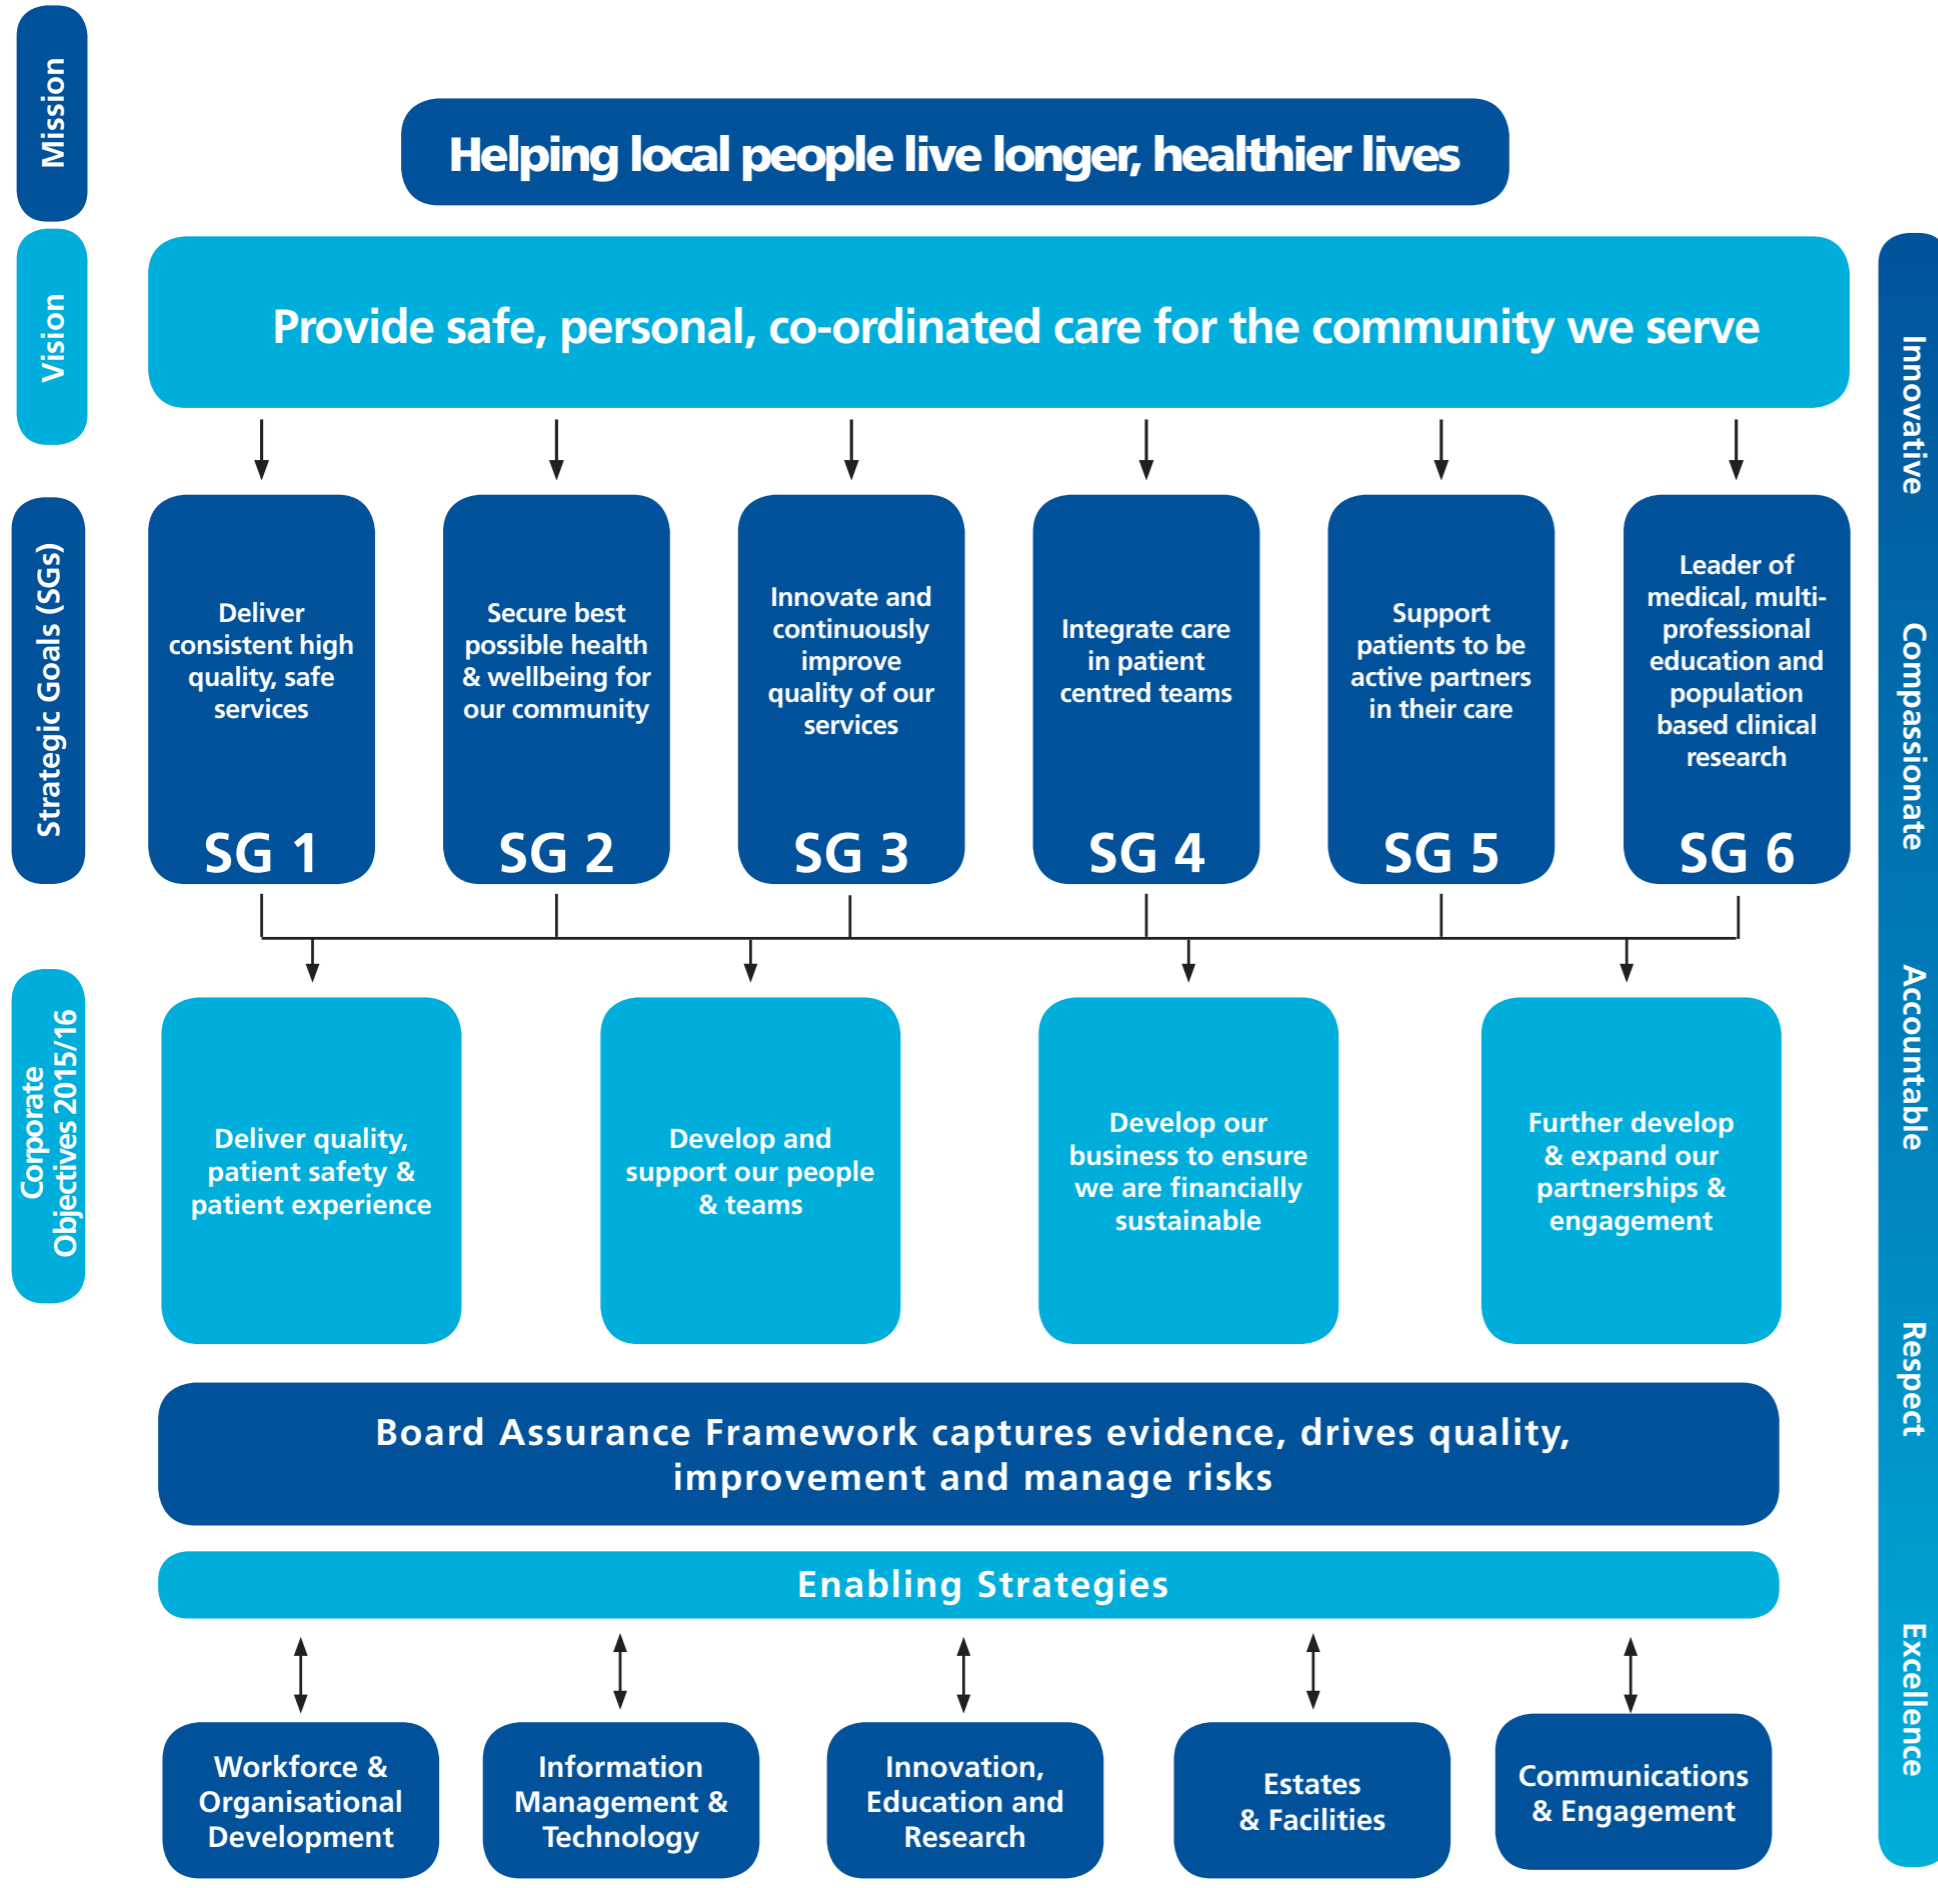 Mission
Helping local people live longer, healthier lives
Vision
Provide safe, personal, co-ordinated care for the community we serve
Strategic Goals (SGs)
Deliver
consistent high
quality, safe
services
SG 1
Secure best
possible health
& wellbeing for
our community
SG 2
Innovate and
continuously
improve
quality of our
services
SG 3
Integrate care
in patient
centred teams
SG 4
Support
patients to be
active partners
in their care
SG 5
Leader of
medical, multi-
professional
education and
population
based clinical
research
SG 6
Corporate
Objectives 2015/16
Deliver quality,
patient safety &
patient experience
Develop and
support our people
& teams
Develop our
business to ensure
we are financially
sustainable
Further develop
& expand our
partnerships &
engagement
Board Assurance Framework captures evidence, drives quality,
improvement and manage risks
Enabling Strategies
Workforce &
Organisational
Development
Information
Management &
Technology
Innovation,
Education and
Research
Estates
& Facilities
Communications
& Engagement
Innovative
Compassionate
Accountable
Respect
Excellence